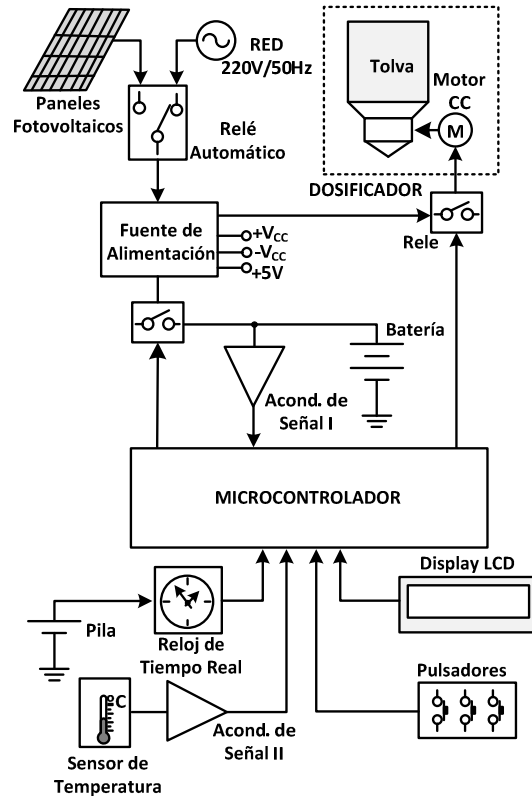 RED
220V/50Hz
Paneles
Fotovoltaicos
Relé
Automático
Tolva
Motor
CC
M
DOSIFICADOR
Rele
Fuente de
Alimentación
+VCC
-VCC
+5V
Batería
Acond. de
Señal I
MICROCONTROLADOR
Display LCD
Pila
Reloj de
Tiempo Real
Pulsadores
°C
Acond. de
Señal II
Sensor de
Temperatura